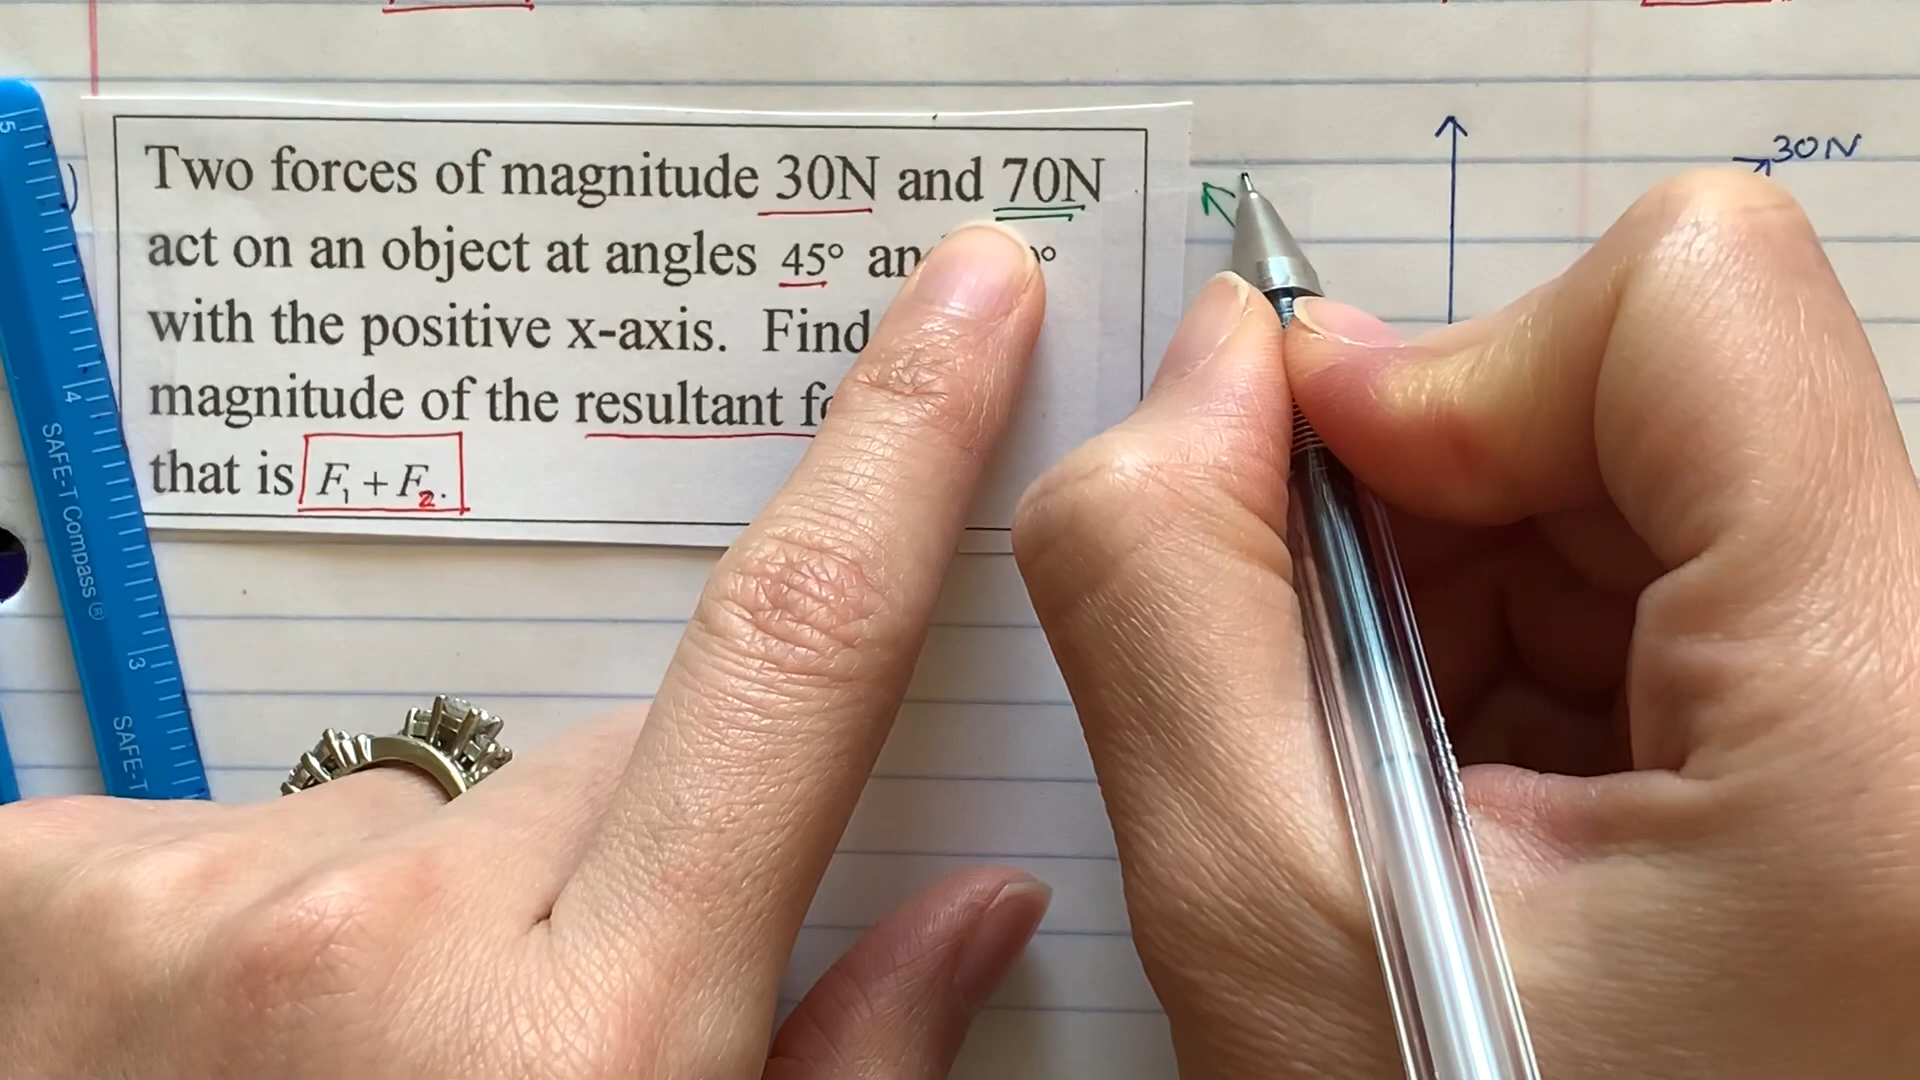 Two forces of magnitude 30N and 70N
act on an object at angles 45° °
with the positive x-axis. Find
magnitude of the resultant
that is F₁ + F₂.
30N
5
4
3
SAFE-T Compass®
SAFE-T